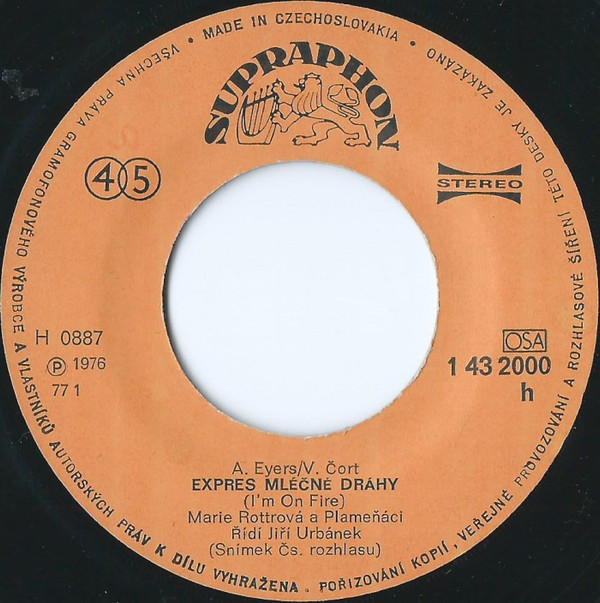 MADE IN CZECHOSLOVAKIA
VŠECHNA PRÁVA GRAMOFONOVÉHO VÝROBCE A VLASTNÍKŮ AUTORSKÝCH PRÁV K DÍLU VYHRAŽENA. POŘIZOVÁNÍ KOPIÍ, VEŘEJNÉ PROVOZOVÁNÍ A ROZHLASOVÉ ŠÍŘENÍ TÉTO DESKY JE ZAKÁZÁNO
SUPRAPHON
45
STEREO
H 0887
Ⓟ 1976
77 1
OSA
1 43 2000
h
A. Eyers/V. Čort
EXPRES MLÉČNÉ DRÁHY
(I'm On Fire)
Marie Rottrová a Plameňáci
Řídí Jiří Urbánek
(Snímek Čs. rozhlasu)